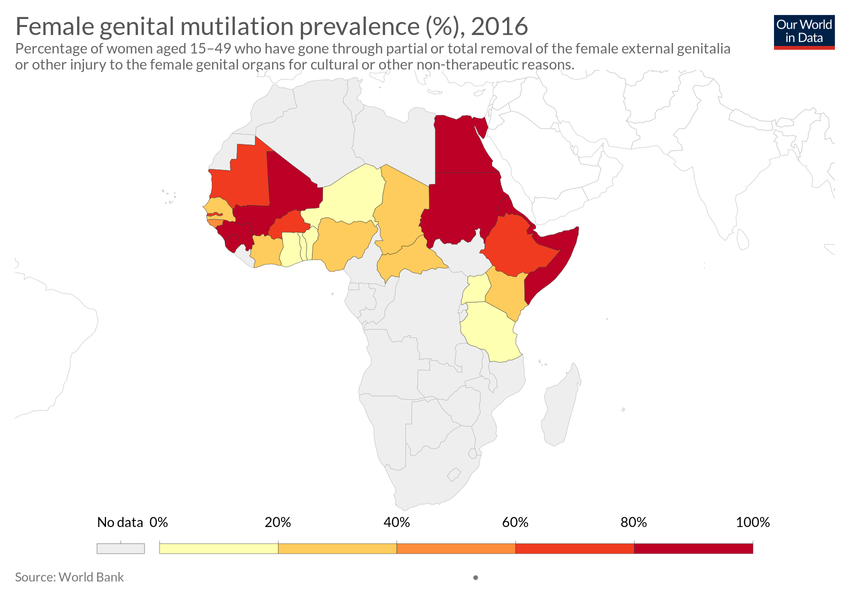 Female genital mutilation prevalence (%), 2016
Our World
in Data
Percentage of women aged 15–49 who have gone through partial or total removal of the female external genitalia
or other injury to the female genital organs for cultural or other non-therapeutic reasons.
No data 0% 20% 40% 60% 80% 100%
Source: World Bank